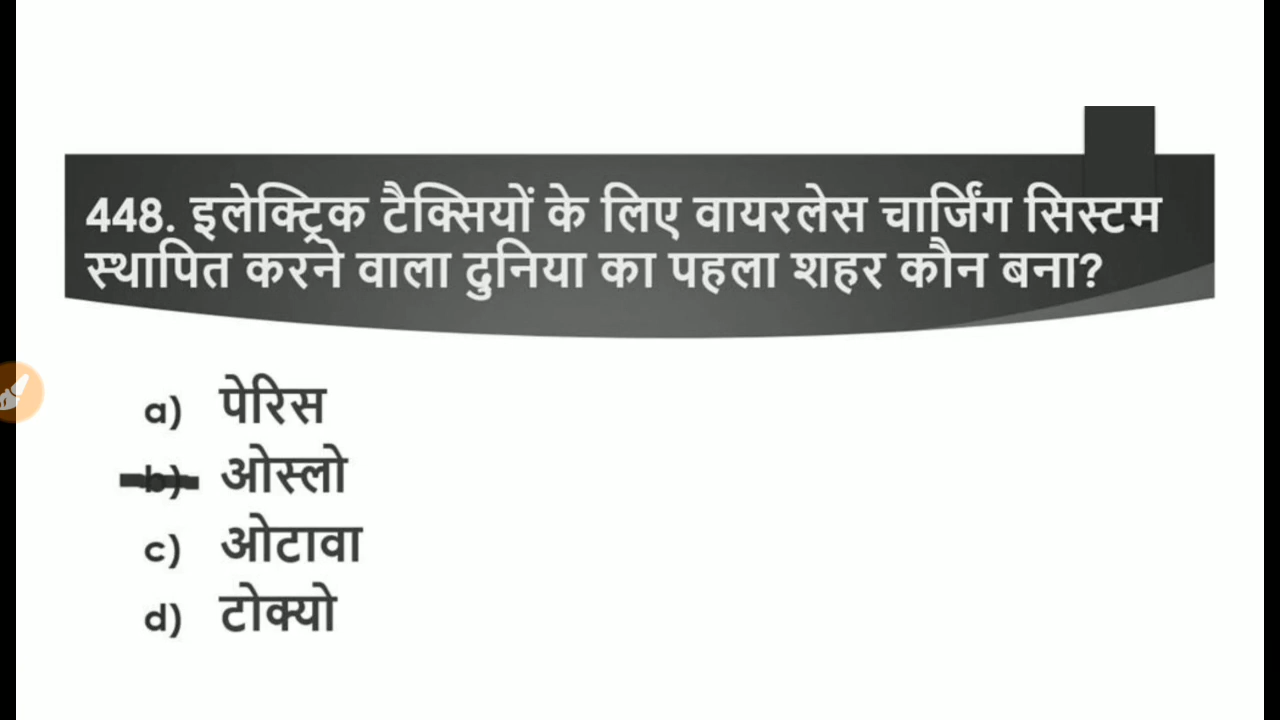 448. इलेक्ट्रिक टैक्सियों के लिए वायरलेस चार्जिंग सिस्टम
स्थापित करने वाला दुनिया का पहला शहर कौन बना?
a) पेरिस
b) ओस्लो
c) ओटावा
d) टोक्यो